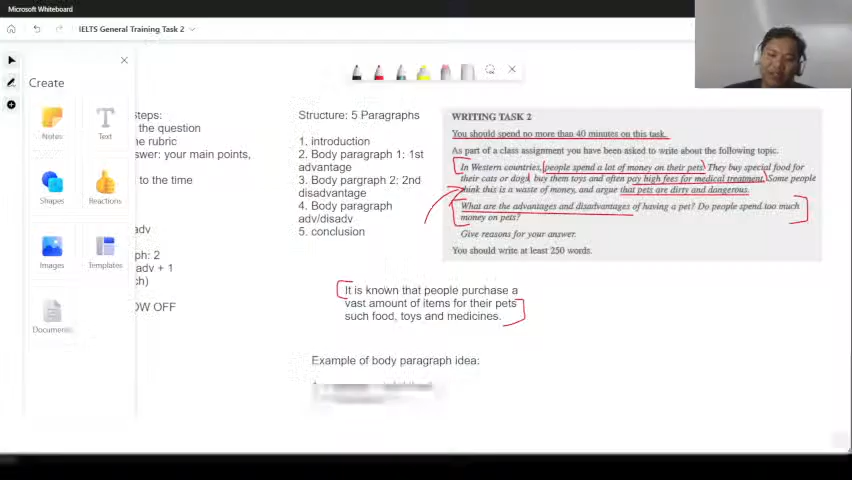 Microsoft Whiteboard
IELTS General Training Task 2
Create
Notes
Text
Shapes
Reactions
Images
Templates
Documents
Steps:
the question
he rubric
swer: your main points,
to the time
adv
ph: 2
adv + 1
ch)
OW OFF
Structure: 5 Paragraphs
1. introduction
2. Body paragraph 1; 1st
advantage
3. Body pargraph 2; 2nd
disadvantage
4. Body paragraph
adv/disadv
5. conclusion
WRITING TASK 2
You should spend no more than 40 minutes on this task.
As part of a class assignment you have been asked to write about the following topic.
In Western countries, people spend a lot of money on their pets. They buy special food for
their cats or dogs, buy them toys and often pay high fees for medical treatment. Some people
think this is a waste of money, and argue that pets are dirty and dangerous.
What are the advantages and disadvantages of having a pet? Do people spend too much
money on pets?
Give reasons for your answer.
You should write at least 250 words.
It is known that people purchase a
vast amount of items for their pets
such food, toys and medicines.
Example of body paragraph idea: